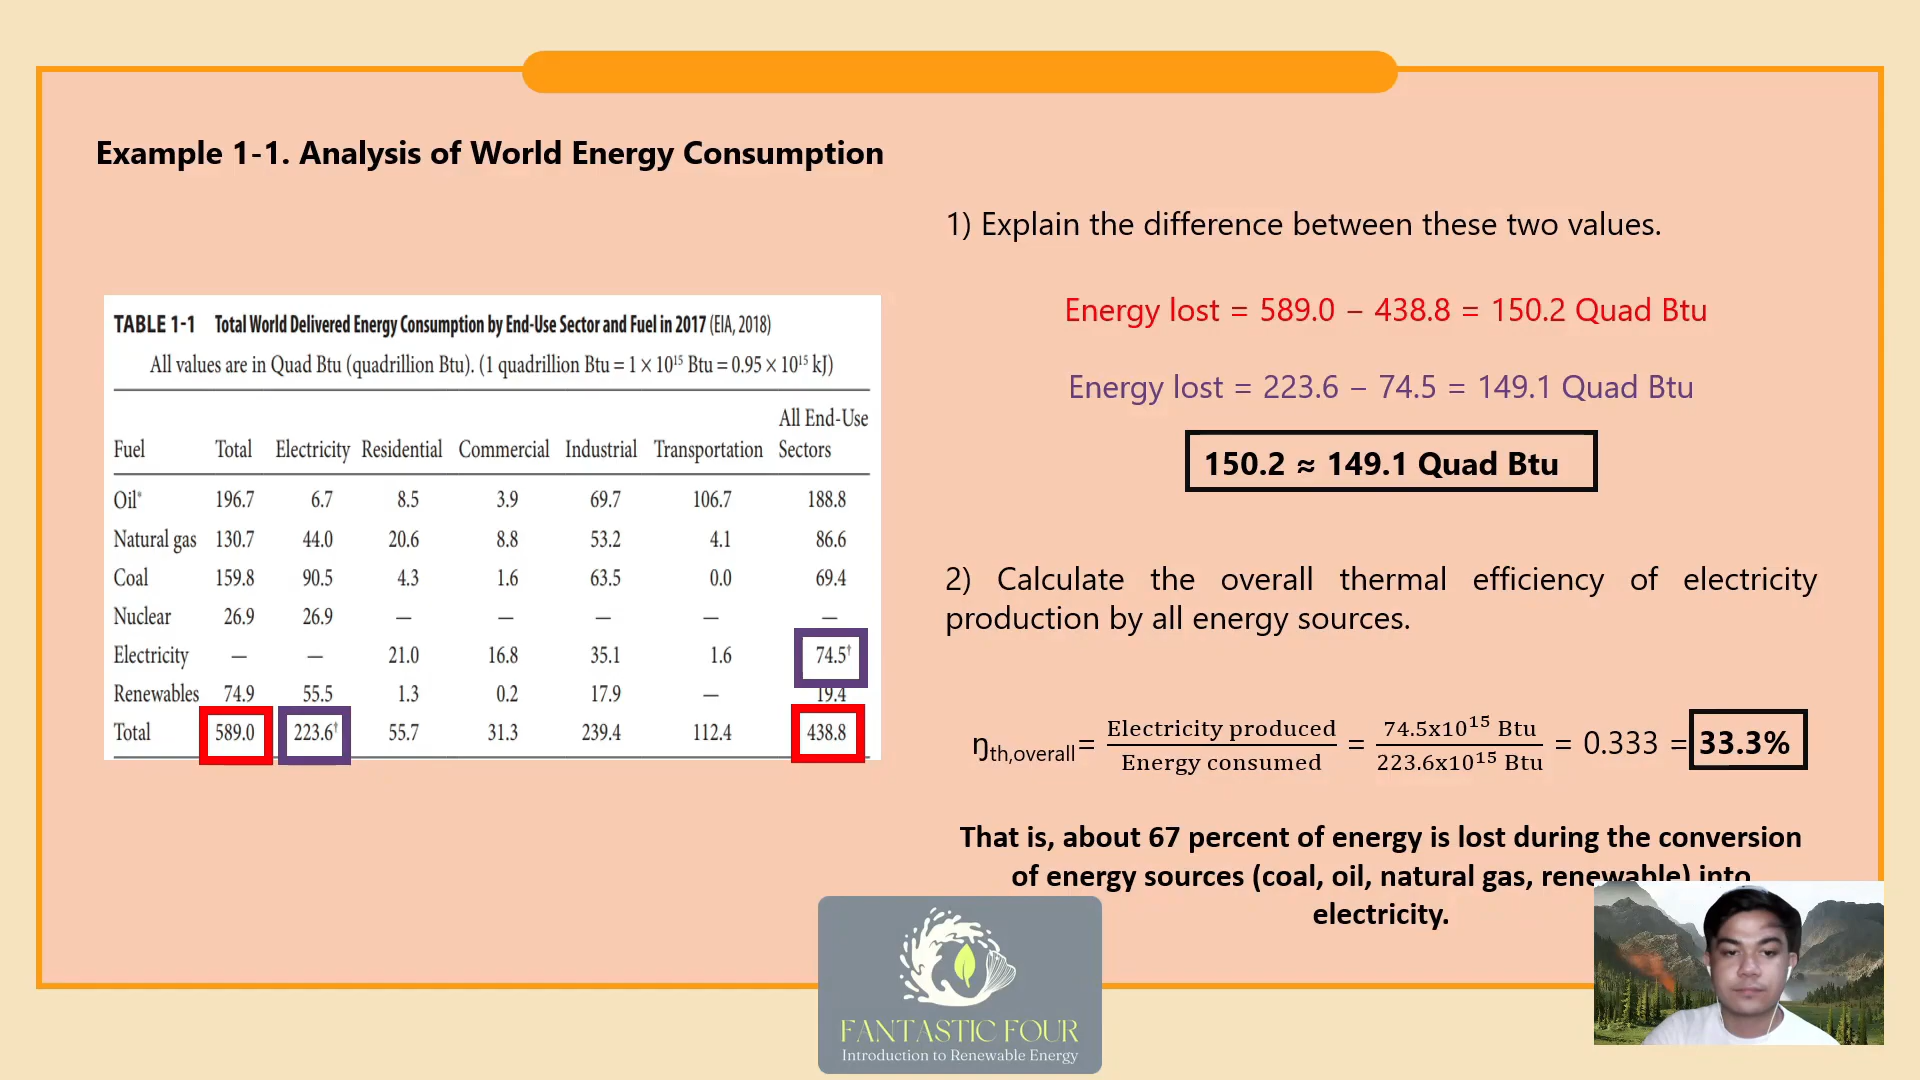 Example 1-1. Analysis of World Energy Consumption
TABLE 1-1 Total World Delivered Energy Consumption by End-Use Sector and Fuel in 2017 (EIA, 2018)
All values are in Quad Btu (quadrillion Btu). (1 quadrillion Btu = 1 × 10¹⁵ Btu = 0.95 × 10¹⁵ kJ)
Fuel Total Electricity Residential Commercial Industrial Transportation All End-Use Sectors
Oil* 196.7 6.7 8.5 3.9 69.7 106.7 188.8
Natural gas 130.7 44.0 20.6 8.8 53.2 4.1 86.6
Coal 159.8 90.5 4.3 1.6 63.5 0.0 69.4
Nuclear 26.9 26.9 — — — — —
Electricity — — 21.0 16.8 35.1 1.6 74.5†
Renewables 74.9 55.5 1.3 0.2 17.9 — 19.4
Total 589.0 223.6† 55.7 31.3 239.4 112.4 438.8
1) Explain the difference between these two values.
Energy lost = 589.0 – 438.8 = 150.2 Quad Btu
Energy lost = 223.6 – 74.5 = 149.1 Quad Btu
150.2 ≈ 149.1 Quad Btu
2) Calculate the overall thermal efficiency of electricity
production by all energy sources.
ŋth,overall= Electricity produced / Energy consumed = 74.5x10¹⁵ Btu / 223.6x10¹⁵ Btu = 0.333 = 33.3%
That is, about 67 percent of energy is lost during the conversion
of energy sources (coal, oil, natural gas, renewable) into
electricity.
FANTASTIC FOUR
Introduction to Renewable Energy